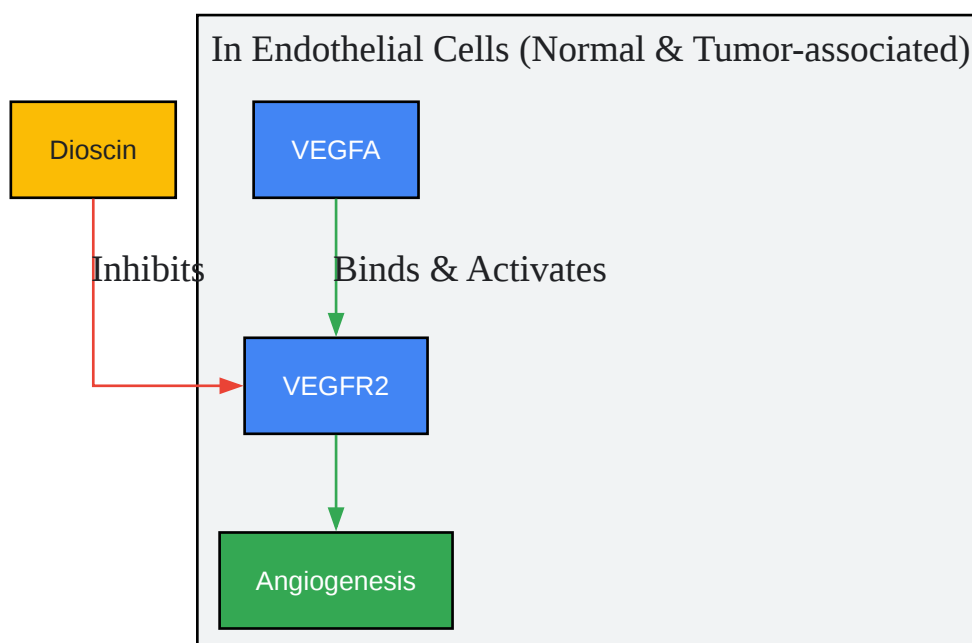 In Endothelial Cells (Normal & Tumor-associated)
Dioscin
VEGFA
Inhibits
Binds & Activates
VEGFR2
Angiogenesis